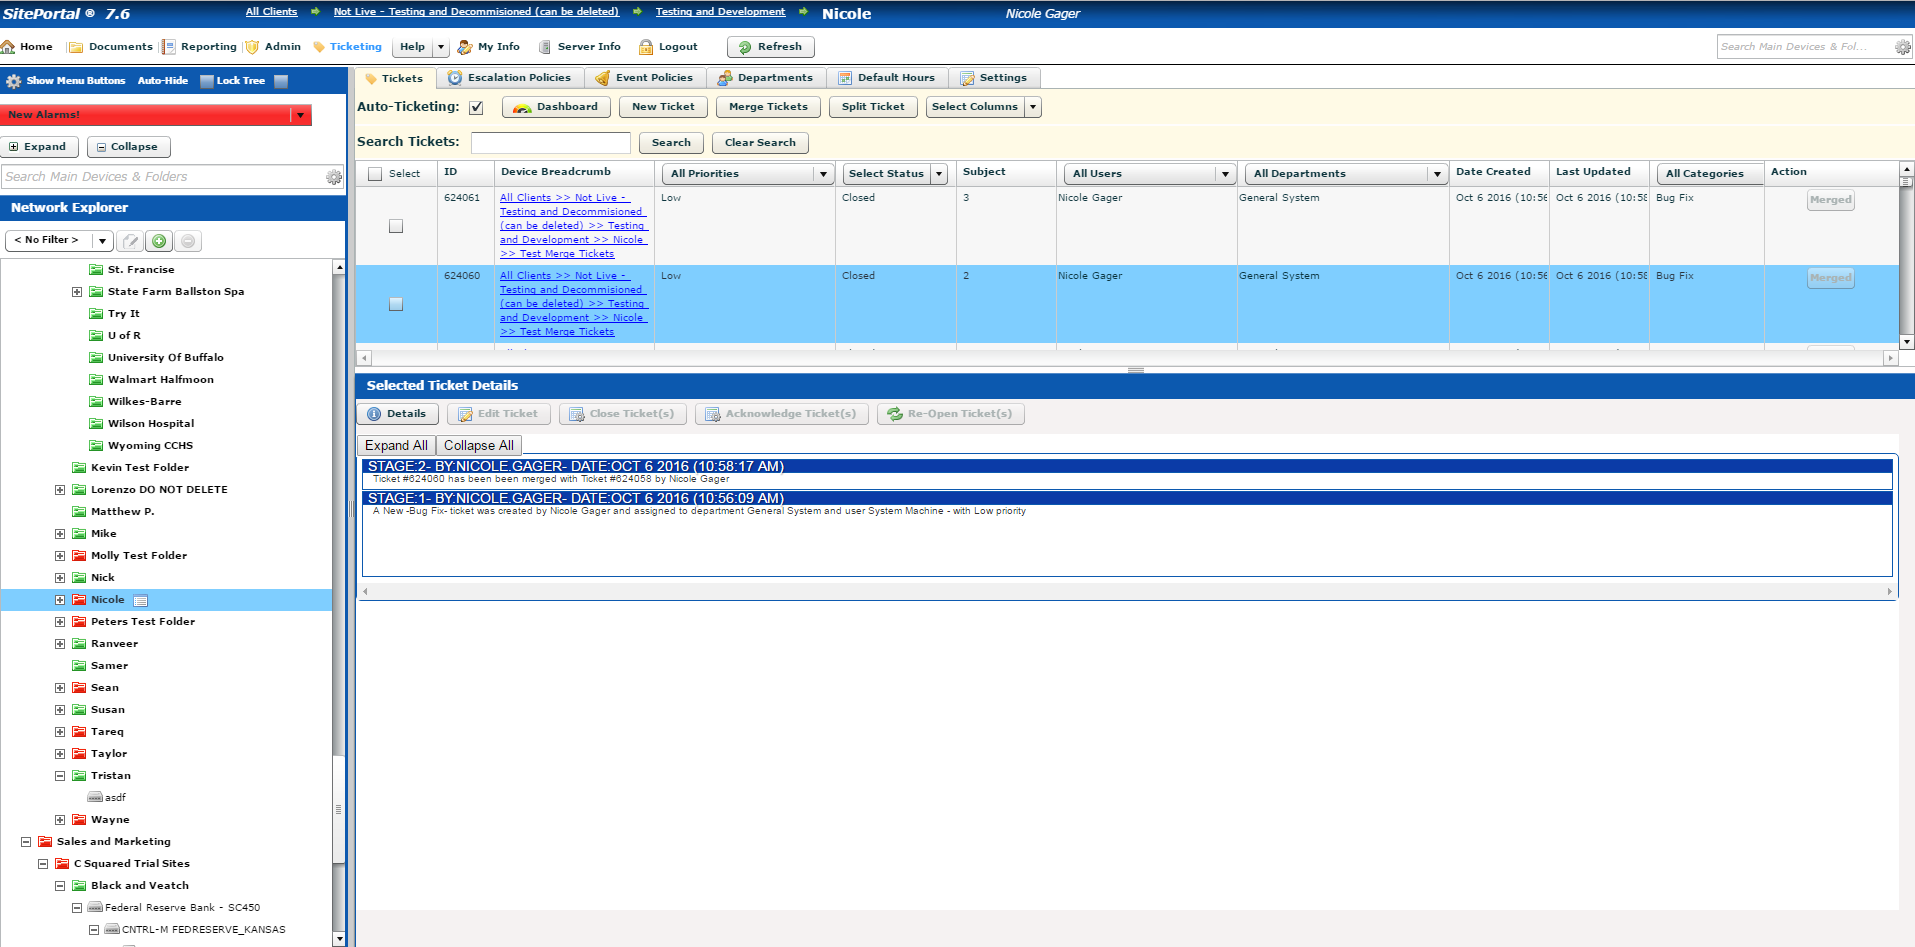 SitePortal ® 7.6
All Clients
Not Live - Testing and Decommisioned (can be deleted)
Testing and Development
Nicole
Nicole Gager
Home
Documents
Reporting
Admin
Ticketing
Help
My Info
Server Info
Logout
Refresh
Search Main Devices & Fol...
Show Menu Buttons
Auto-Hide
Lock Tree
New Alarms!
Expand
Collapse
Search Main Devices & Folders
Network Explorer
< No Filter >
St. Francise
State Farm Ballston Spa
Try It
U of R
University Of Buffalo
Walmart Halfmoon
Wilkes-Barre
Wilson Hospital
Wyoming CCHS
Kevin Test Folder
Lorenzo DO NOT DELETE
Matthew P.
Mike
Molly Test Folder
Nick
Nicole
Peters Test Folder
Ranveer
Samer
Sean
Susan
Tareq
Taylor
Tristan
asdf
Wayne
Sales and Marketing
C Squared Trial Sites
Black and Veatch
Federal Reserve Bank - SC450
CNTRL-M FEDRESERVE_KANSAS
Tickets
Escalation Policies
Event Policies
Departments
Default Hours
Settings
Auto-Ticketing:
Dashboard
New Ticket
Merge Tickets
Split Ticket
Select Columns
Search Tickets:
Search
Clear Search
Select
ID
Device Breadcrumb
All Priorities
Select Status
Subject
All Users
All Departments
Date Created
Last Updated
All Categories
Action
624061
All Clients >> Not Live -
Testing and Decommisioned
(can be deleted) >> Testing
and Development >> Nicole
>> Test Merge Tickets
Low
Closed
3
Nicole Gager
General System
Oct 6 2016 (10:56
Oct 6 2016 (10:58
Bug Fix
Merged
624060
All Clients >> Not Live -
Testing and Decommisioned
(can be deleted) >> Testing
and Development >> Nicole
>> Test Merge Tickets
Low
Closed
2
Nicole Gager
General System
Oct 6 2016 (10:56
Oct 6 2016 (10:58
Bug Fix
Merged
Selected Ticket Details
Details
Edit Ticket
Close Ticket(s)
Acknowledge Ticket(s)
Re-Open Ticket(s)
Expand All
Collapse All
STAGE:2- BY:NICOLE.GAGER- DATE:OCT 6 2016 (10:58:17 AM)
Ticket #624060 has been been merged with Ticket #624058 by Nicole Gager
STAGE:1- BY:NICOLE.GAGER- DATE:OCT 6 2016 (10:56:09 AM)
A New -Bug Fix- ticket was created by Nicole Gager and assigned to department General System and user System Machine - with Low priority